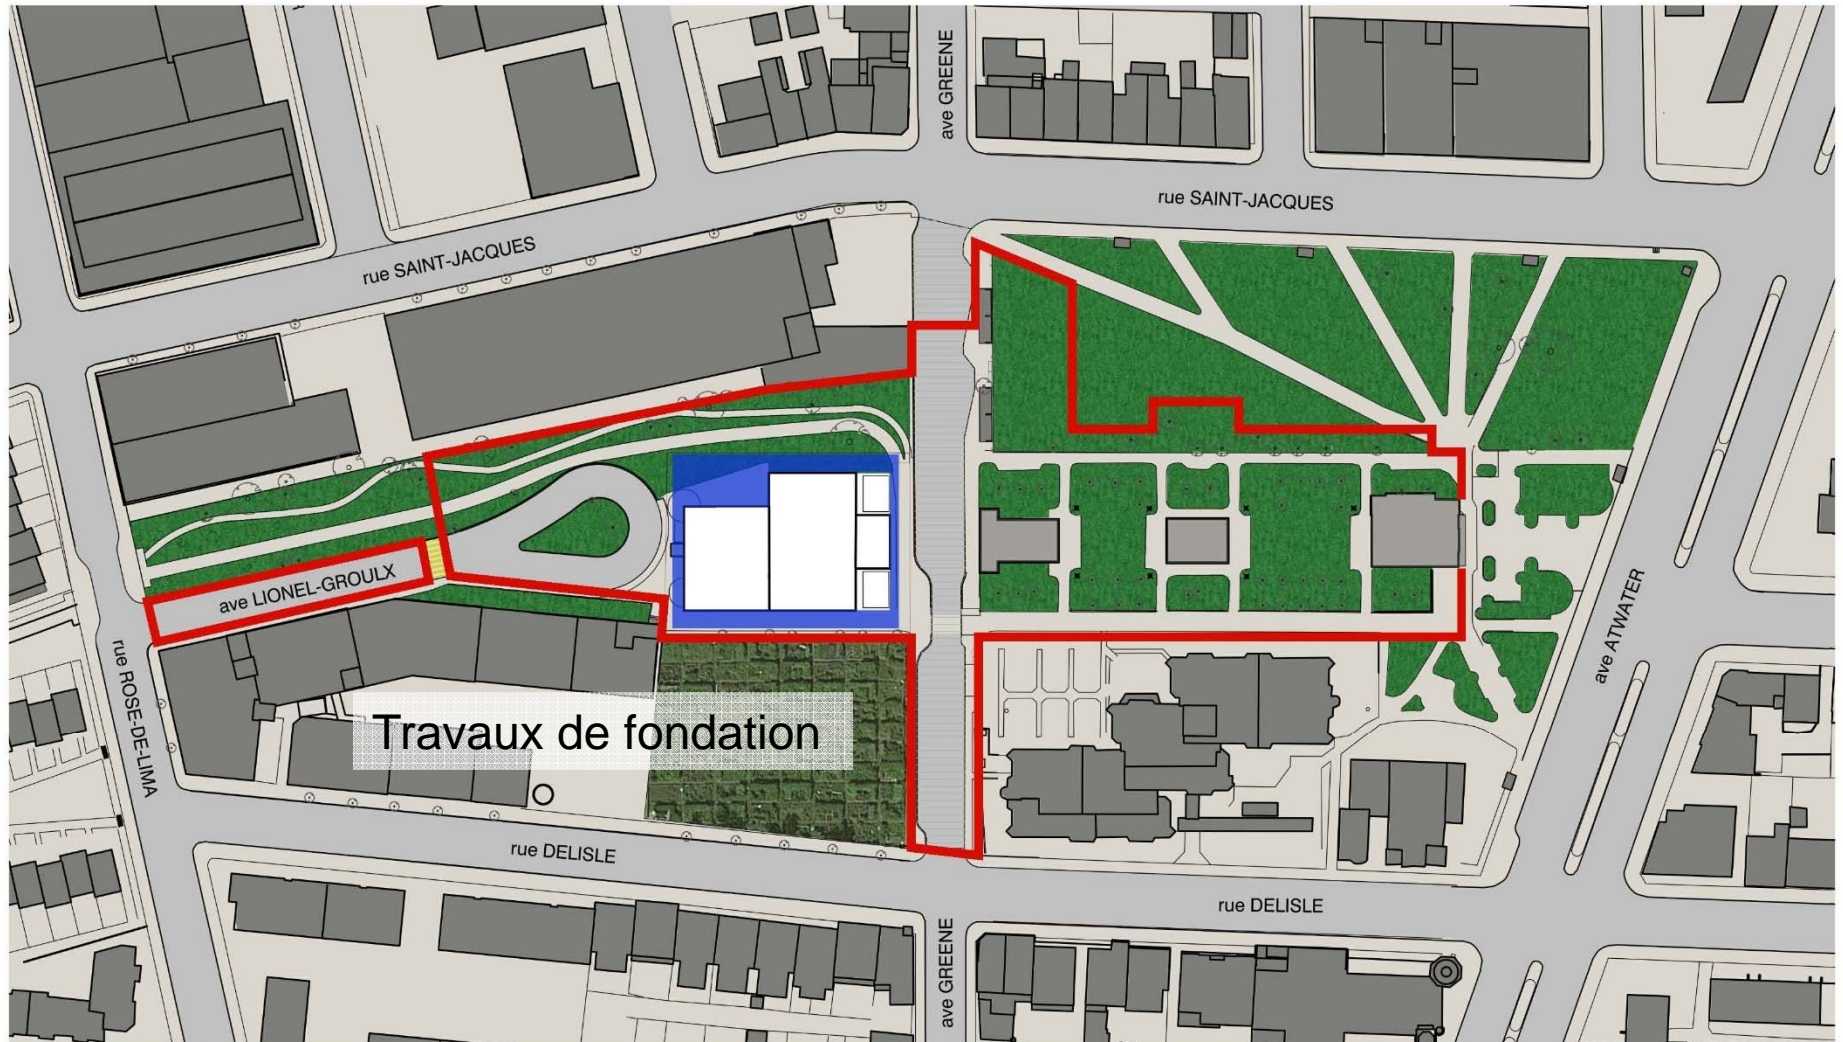 ave GREENE
rue SAINT-JACQUES
rue SAINT-JACQUES
ave LIONEL-GROULX
rue ROSE-DE-LIMA
ave ATWATER
Travaux de fondation
rue DELISLE
rue DELISLE
ave GREENE